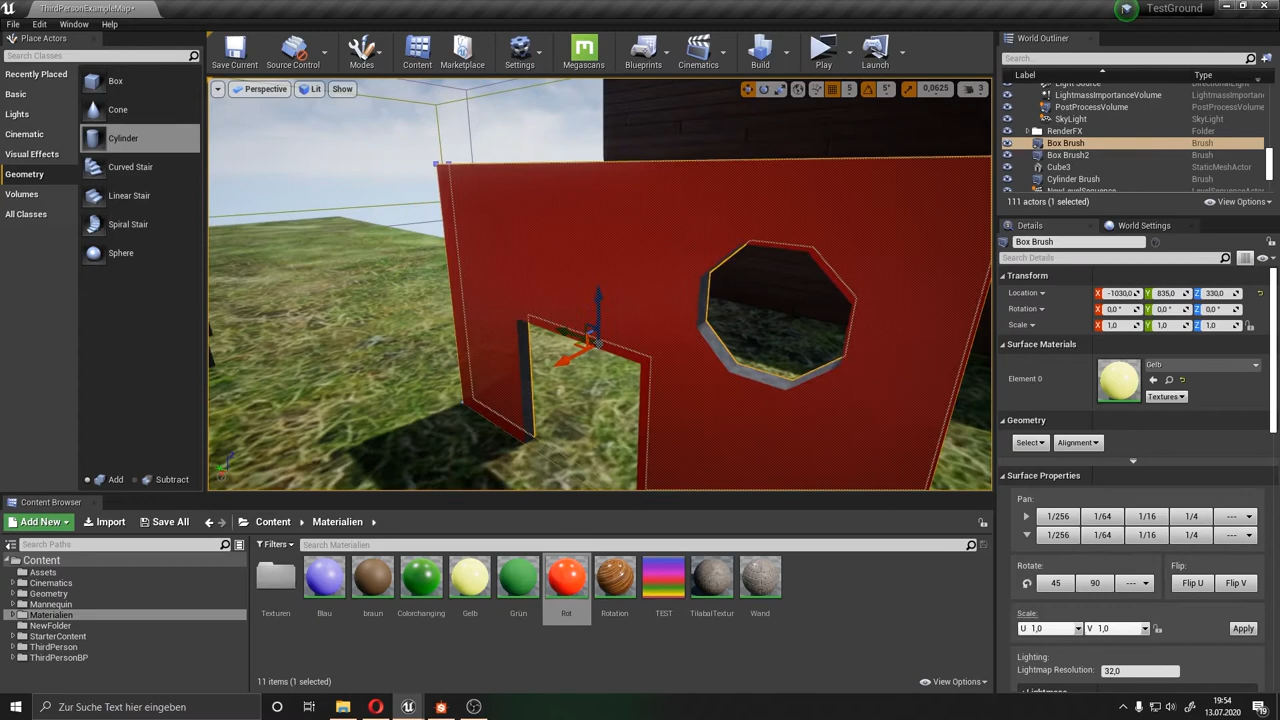 ThirdPersonExampleMap*
TestGround
File Edit Window Help
Place Actors
Search Classes
Recently Placed
Basic
Lights
Cinematic
Visual Effects
Geometry
Volumes
All Classes
Box
Cone
Cylinder
Curved Stair
Linear Stair
Spiral Stair
Sphere
Add Subtract
Save Current Source Control Modes Content Marketplace Settings Megascans Blueprints Cinematics Build Play Launch
Perspective Lit Show
5 5° 0,0625 3
World Outliner
Search...
Label Type
LightmassImportanceVolume LightmassImportan
PostProcessVolume PostProcessVolume
SkyLight SkyLight
RenderFX Folder
Box Brush Brush
Box Brush2 Brush
Cube3 StaticMeshActor
Cylinder Brush Brush
111 actors (1 selected) View Options
Details World Settings
Box Brush
Search Details
Transform
Location X -1030,0 Y 835,0 Z 330,0
Rotation X 0,0 ° Y 0,0 ° Z 0,0 °
Scale X 1,0 Y 1,0 Z 1,0
Surface Materials
Element 0
Gelb
Textures
Geometry
Select Alignment
Surface Properties
Pan:
1/256 1/64 1/16 1/4 ---
1/256 1/64 1/16 1/4 ---
Rotate: Flip:
45 90 --- Flip U Flip V
Scale:
U 1,0 V 1,0 Apply
Lighting:
Lightmap Resolution: 32,0
Content Browser
Add New Import Save All Content Materialien
Search Paths
Filters Search Materialien
Content
Assets
Cinematics
Geometry
Mannequin
Materialien
NewFolder
StarterContent
ThirdPerson
ThirdPersonBP
Texturen Blau braun Colorchanging Gelb Grün Rot Rotation TEST TilabalTextur Wand
11 items (1 selected) View Options
Zur Suche Text hier eingeben
19:54
13.07.2020
19